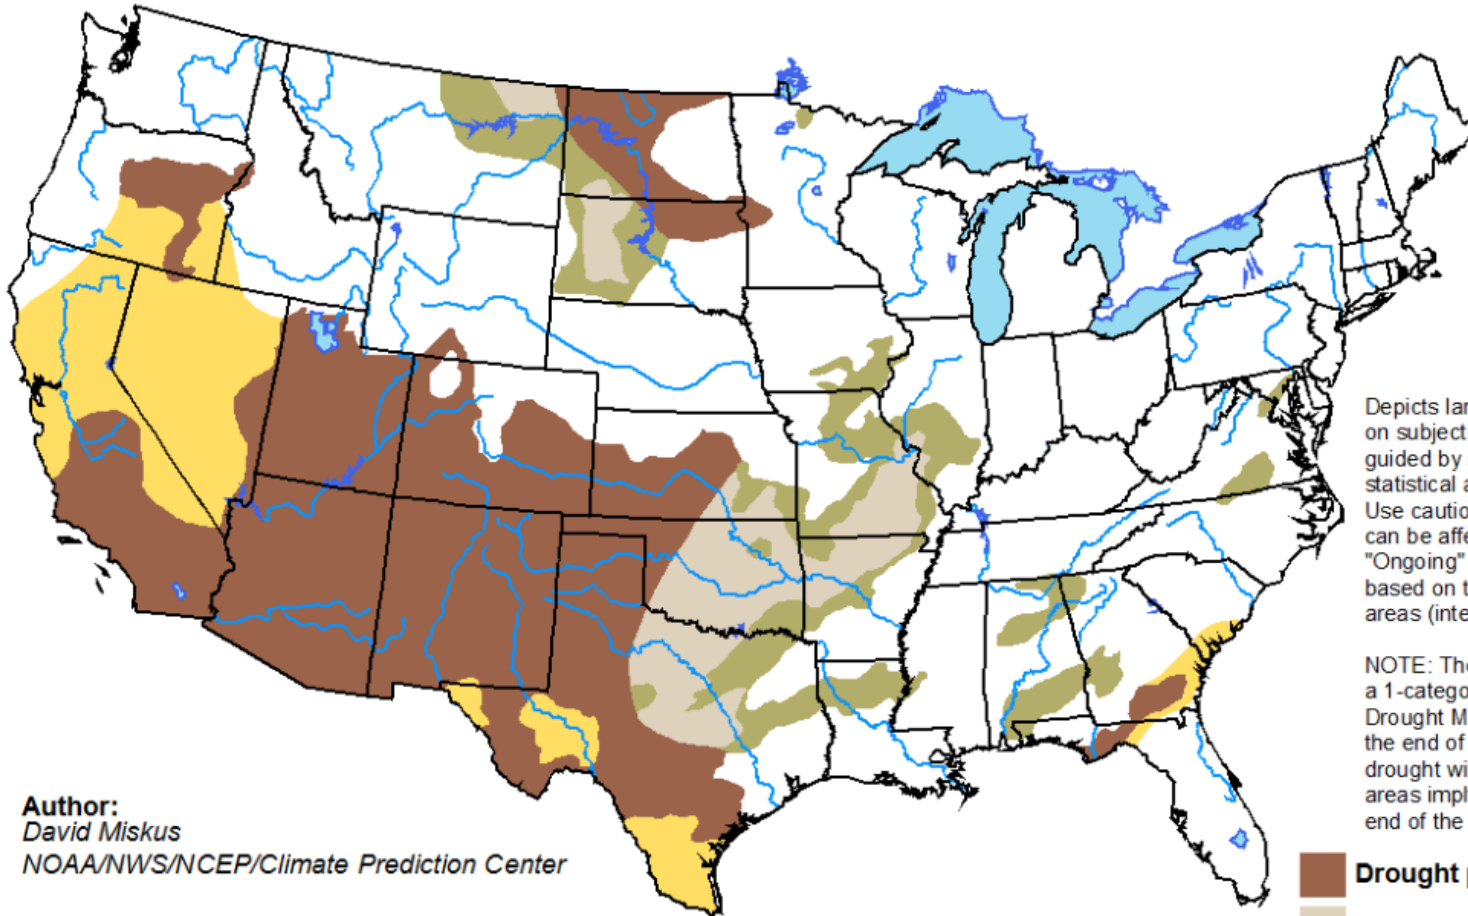 Depicts lar
on subject
guided by
statistical a
Use cautio
can be affe
"Ongoing"
based on t
areas (inte
NOTE: The
a 1-catego
Drought M
the end of
drought wi
areas impl
end of the
Author:
David Miskus
NOAA/NWS/NCEP/Climate Prediction Center
Drought